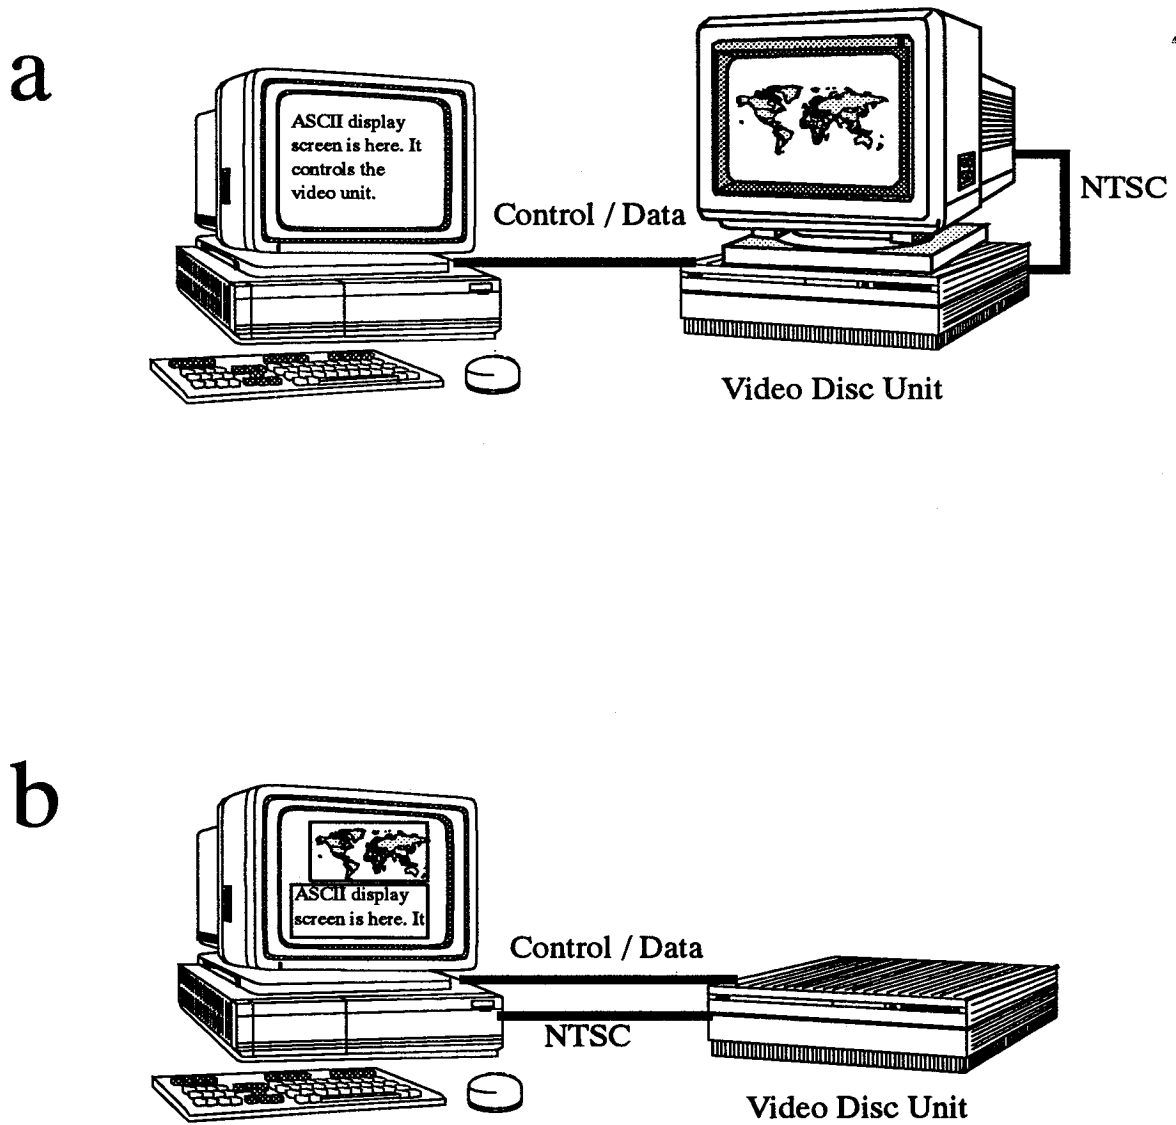 a
ASCII display
screen is here. It
controls the
video unit.
Control / Data
NTSC
Video Disc Unit
b
ASCII display
screen is here. It
Control / Data
NTSC
Video Disc Unit